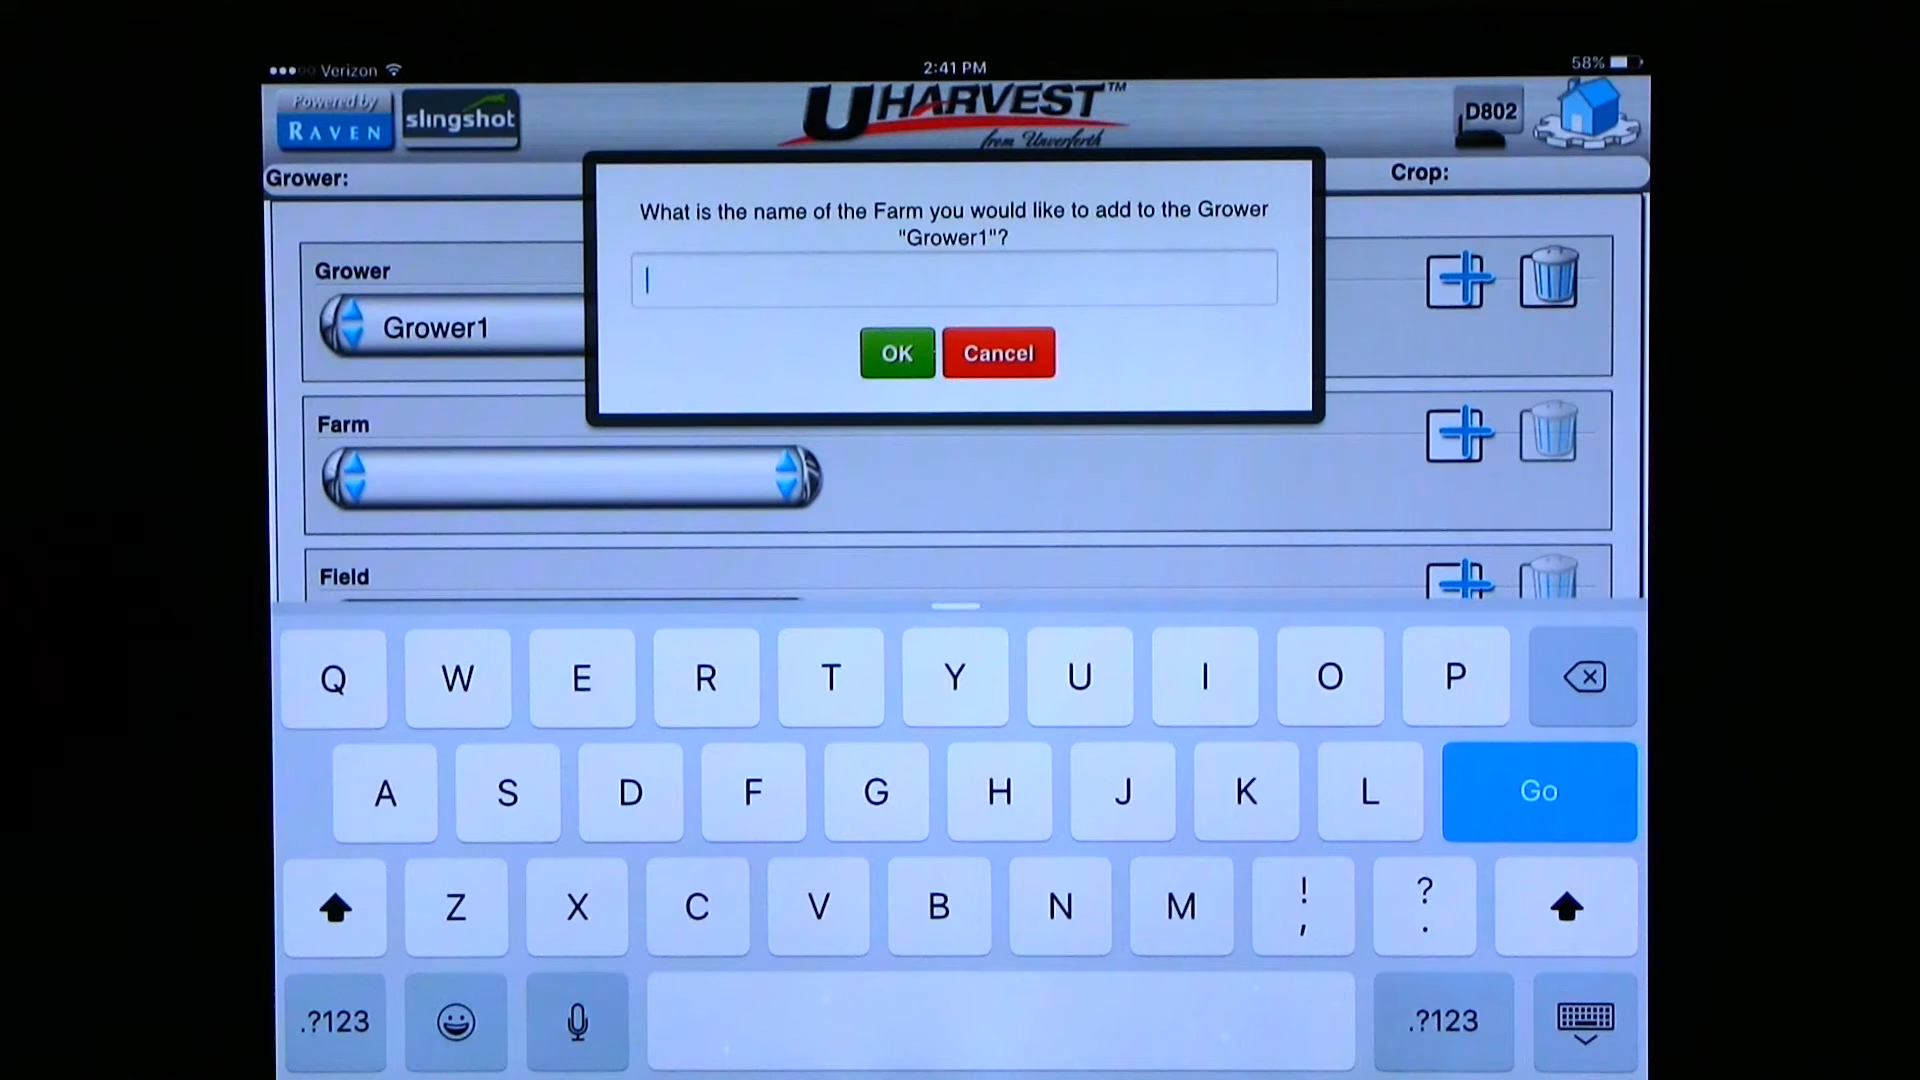 Verizon
2:41 PM
58%
Powered by
RAVEN
slingshot
UHARVEST™
from Unverferth
D802
Grower:
Crop:
What is the name of the Farm you would like to add to the Grower
"Grower1"?
OK
Cancel
Grower
Grower1
Farm
Field
Q W E R T Y U I O P
A S D F G H J K L Go
Z X C V B N M ! , ? .
.?123 .?123